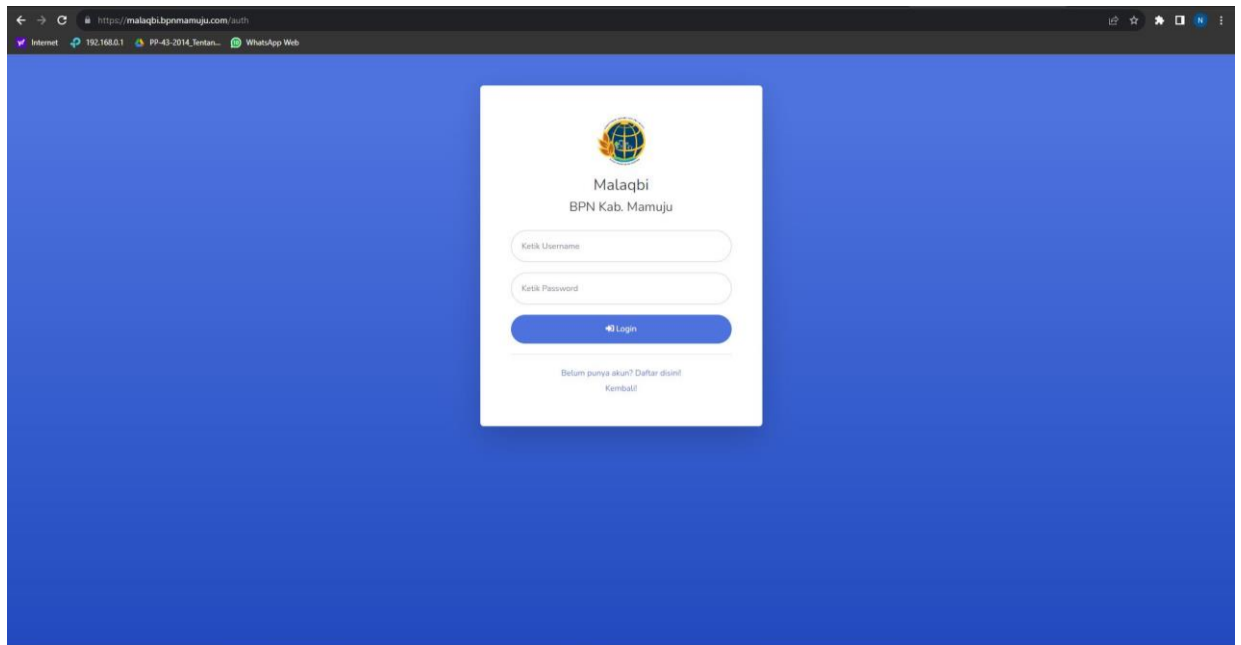 https://malaqbi.bpnmamuju.com/auth
N
Internet 192.168.0.1 PP-43-2014_Tentan... WhatsApp Web
Malaqbi
BPN Kab. Mamuju
Ketik Username
Ketik Password
Login
Belum punya akun? Daftar disini!
Kembali!